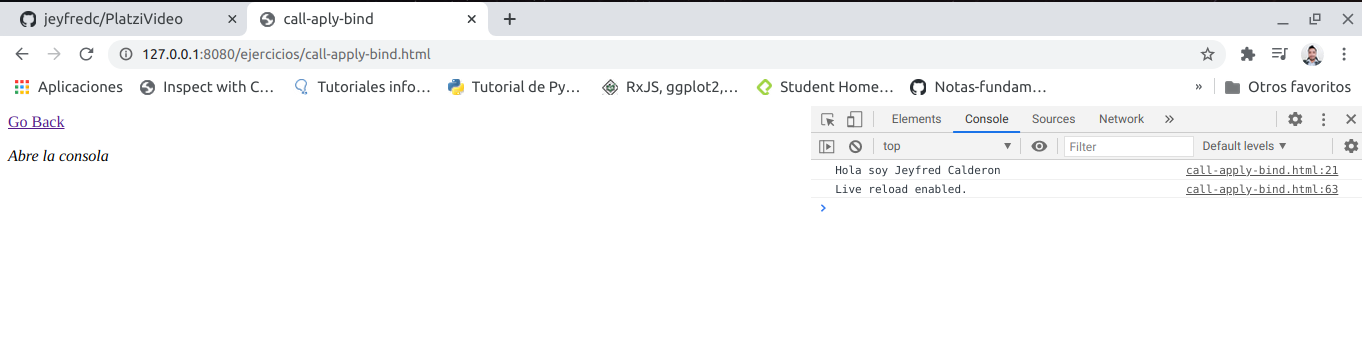 jeyfredc/PlatziVideo
call-aply-bind
127.0.0.1:8080/ejercicios/call-apply-bind.html
Aplicaciones Inspect with C… Tutoriales info… Tutorial de Py… RxJS, ggplot2,… Student Home… Notas-fundam… » Otros favoritos
Go Back
Abre la consola
Elements Console Sources Network »
top Filter Default levels
Hola soy Jeyfred Calderon call-apply-bind.html:21
Live reload enabled. call-apply-bind.html:63